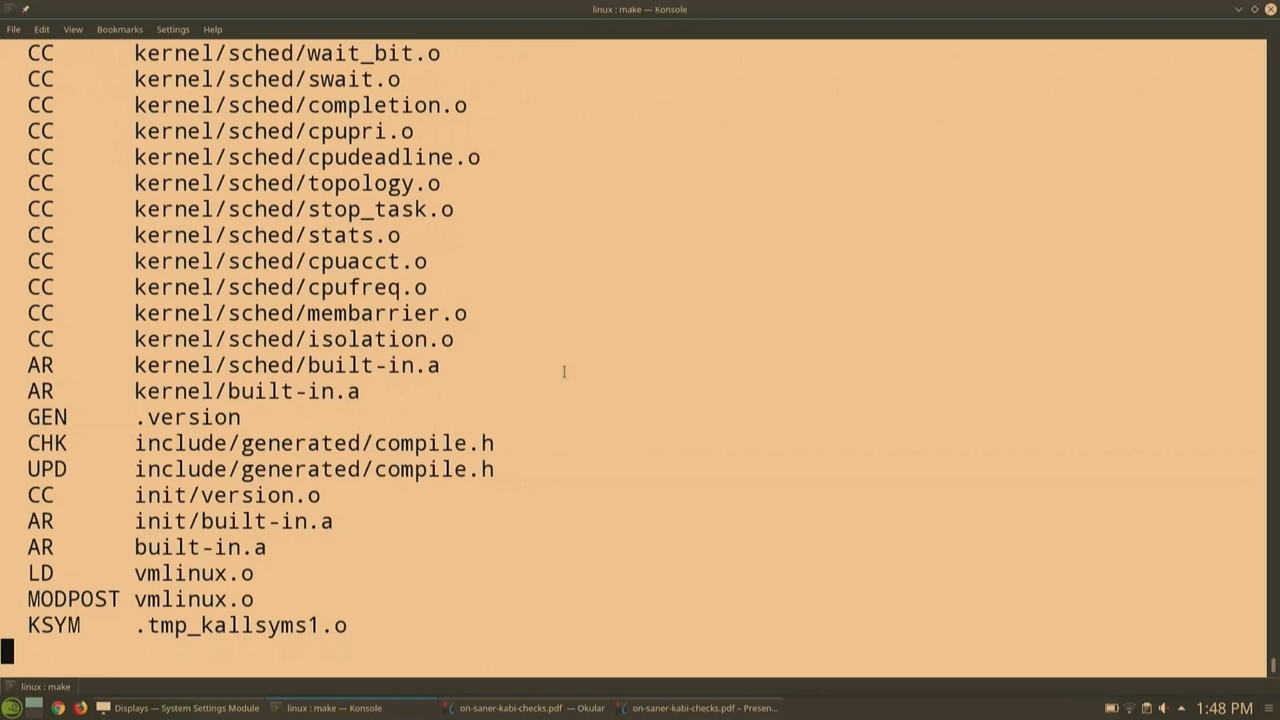 linux : make — Konsole
File Edit View Bookmarks Settings Help
CC kernel/sched/wait_bit.o
CC kernel/sched/swait.o
CC kernel/sched/completion.o
CC kernel/sched/cpupri.o
CC kernel/sched/cpudeadline.o
CC kernel/sched/topology.o
CC kernel/sched/stop_task.o
CC kernel/sched/stats.o
CC kernel/sched/cpuacct.o
CC kernel/sched/cpufreq.o
CC kernel/sched/membarrier.o
CC kernel/sched/isolation.o
AR kernel/sched/built-in.a
AR kernel/built-in.a
GEN .version
CHK include/generated/compile.h
UPD include/generated/compile.h
CC init/version.o
AR init/built-in.a
AR built-in.a
LD vmlinux.o
MODPOST vmlinux.o
KSYM .tmp_kallsyms1.o
linux : make
Displays — System Settings Module linux : make — Konsole on-saner-kabi-checks.pdf — Okular on-saner-kabi-checks.pdf – Presen... 1:48 PM